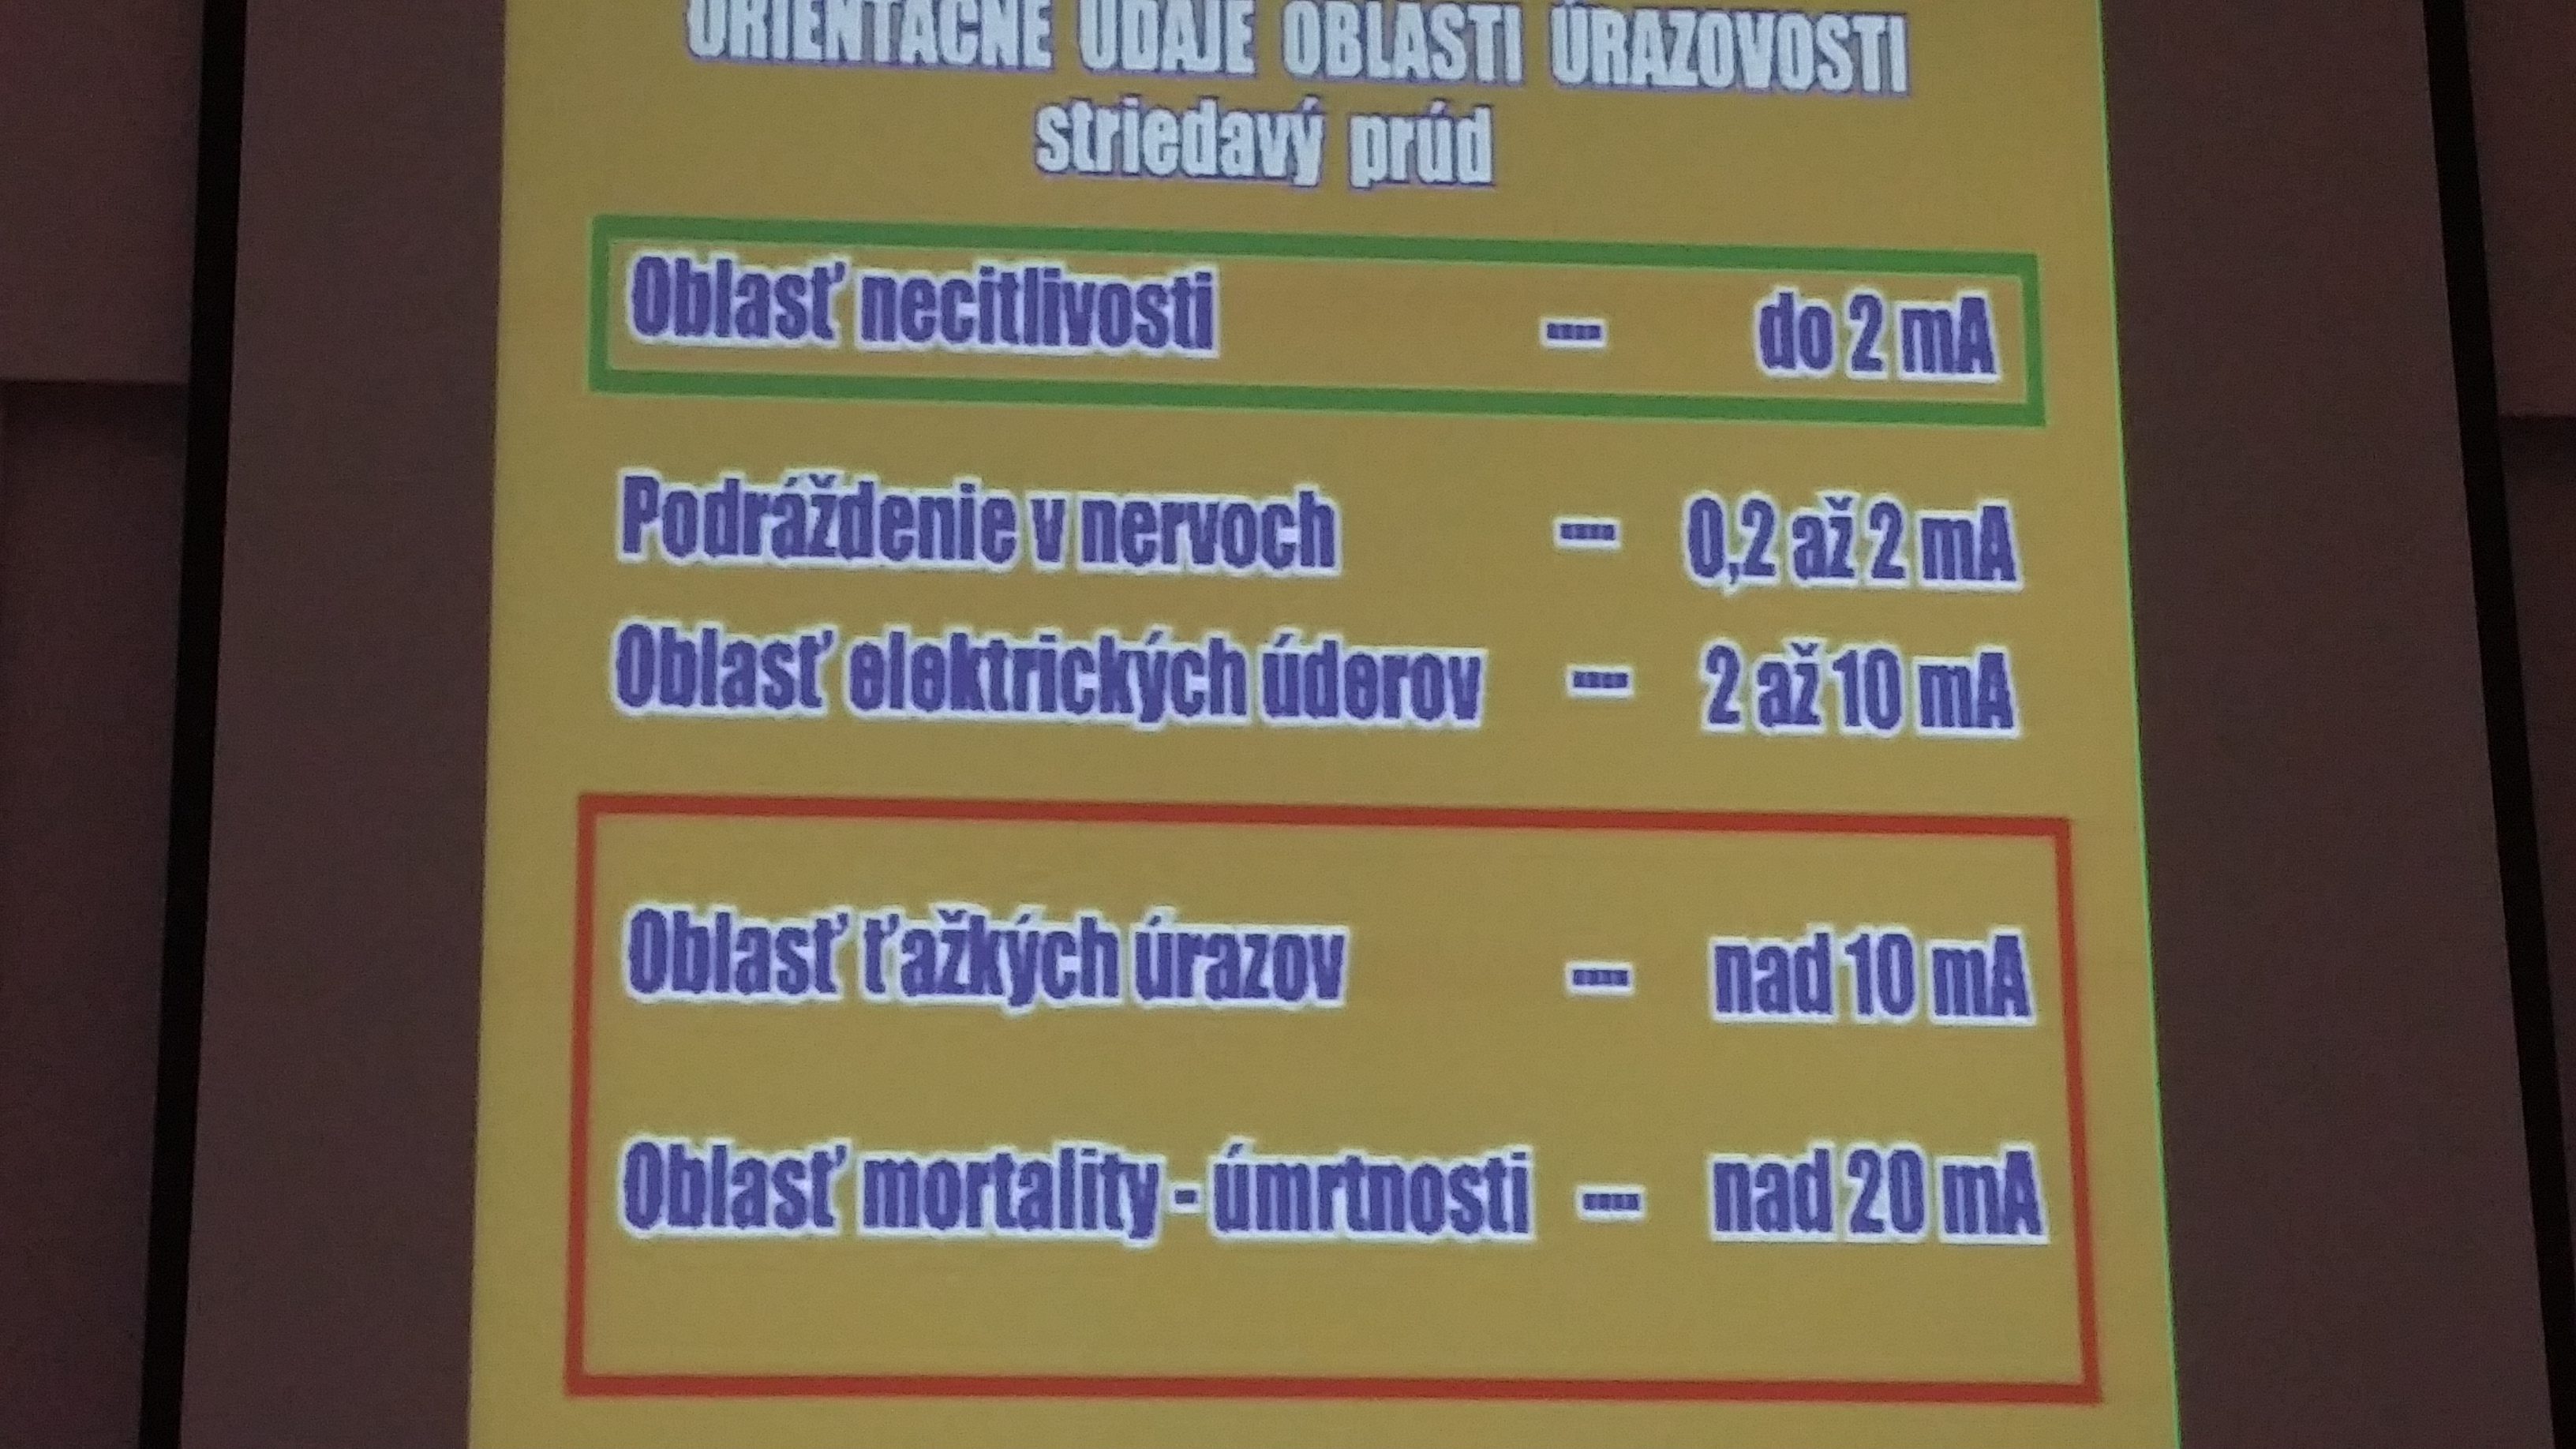 ORIENTAČNÉ ÚDAJE OBLASTI ÚRAZOVOSTI
striedavý prúd
Oblasť necitlivosti --- do 2 mA
Podráždenie v nervoch --- 0,2 až 2 mA
Oblasť elektrických úderov --- 2 až 10 mA
Oblasť ťažkých úrazov --- nad 10 mA
Oblasť mortality - úmrtnosti --- nad 20 mA